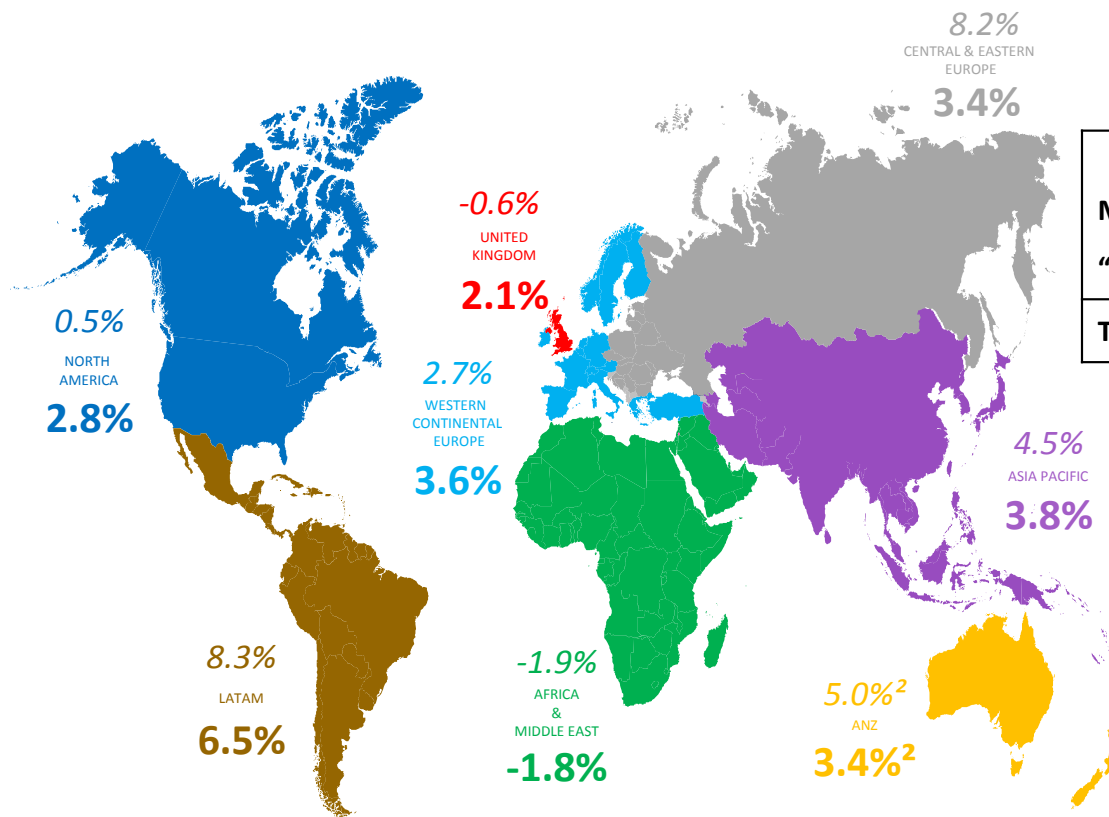 8.2%
CENTRAL & EASTERN
EUROPE
3.4%
-0.6%
UNITED
KINGDOM
2.1%
0.5%
NORTH
AMERICA
2.8%
2.7%
WESTERN
CONTINENTAL
EUROPE
3.6%
4.5%
ASIA PACIFIC
3.8%
8.3%
LATAM
6.5%
-1.9%
AFRICA
&
MIDDLE EAST
-1.8%
5.0%²
ANZ
3.4%²